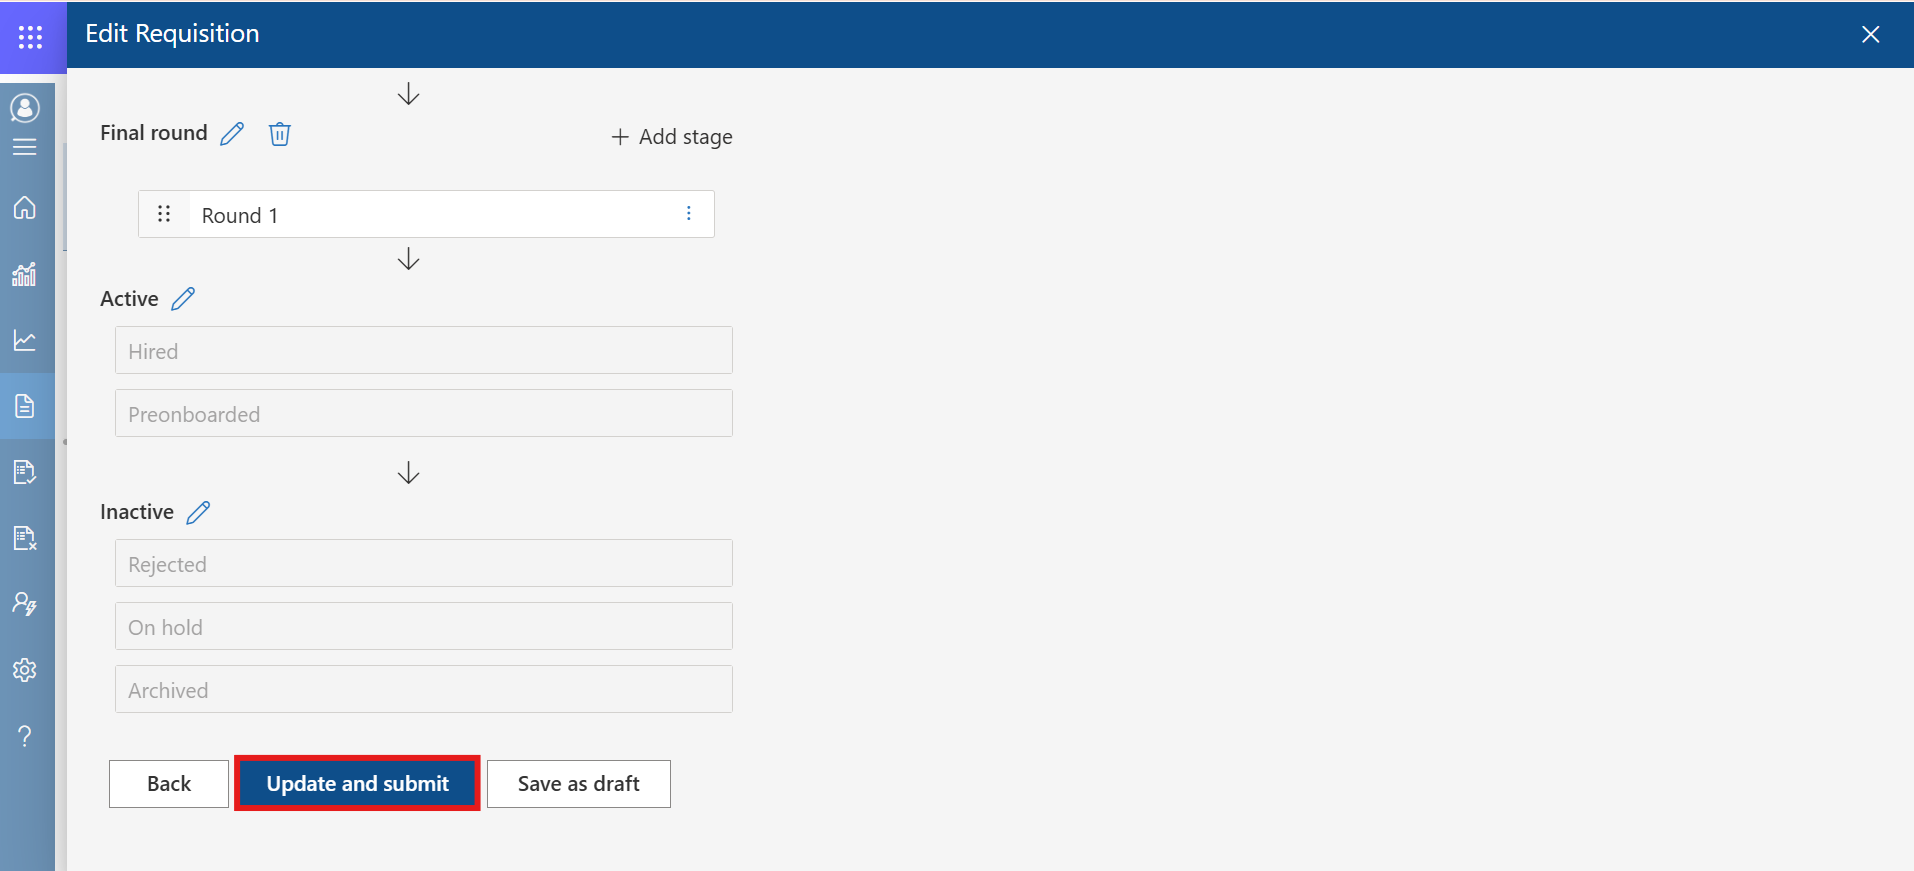 Edit Requisition
Final round
Add stage
Round 1
Active
Hired
Preonboarded
Inactive
Rejected
On hold
Archived
Back
Update and submit
Save as draft